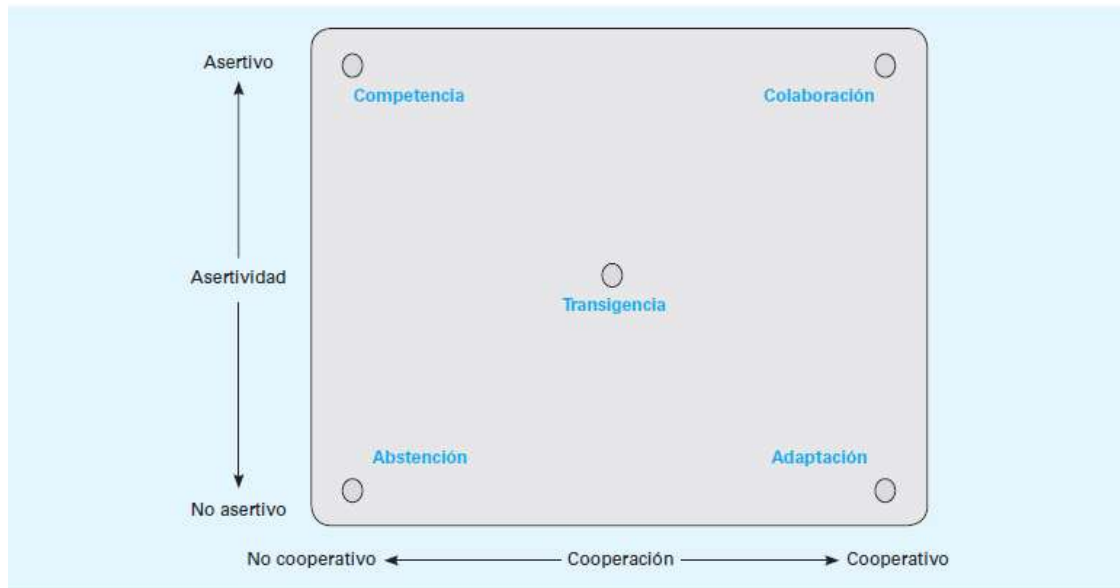 Asertivo
Competencia
Colaboración
Asertividad
Transigencia
Abstención
Adaptación
No asertivo
No cooperativo
Cooperación
Cooperativo